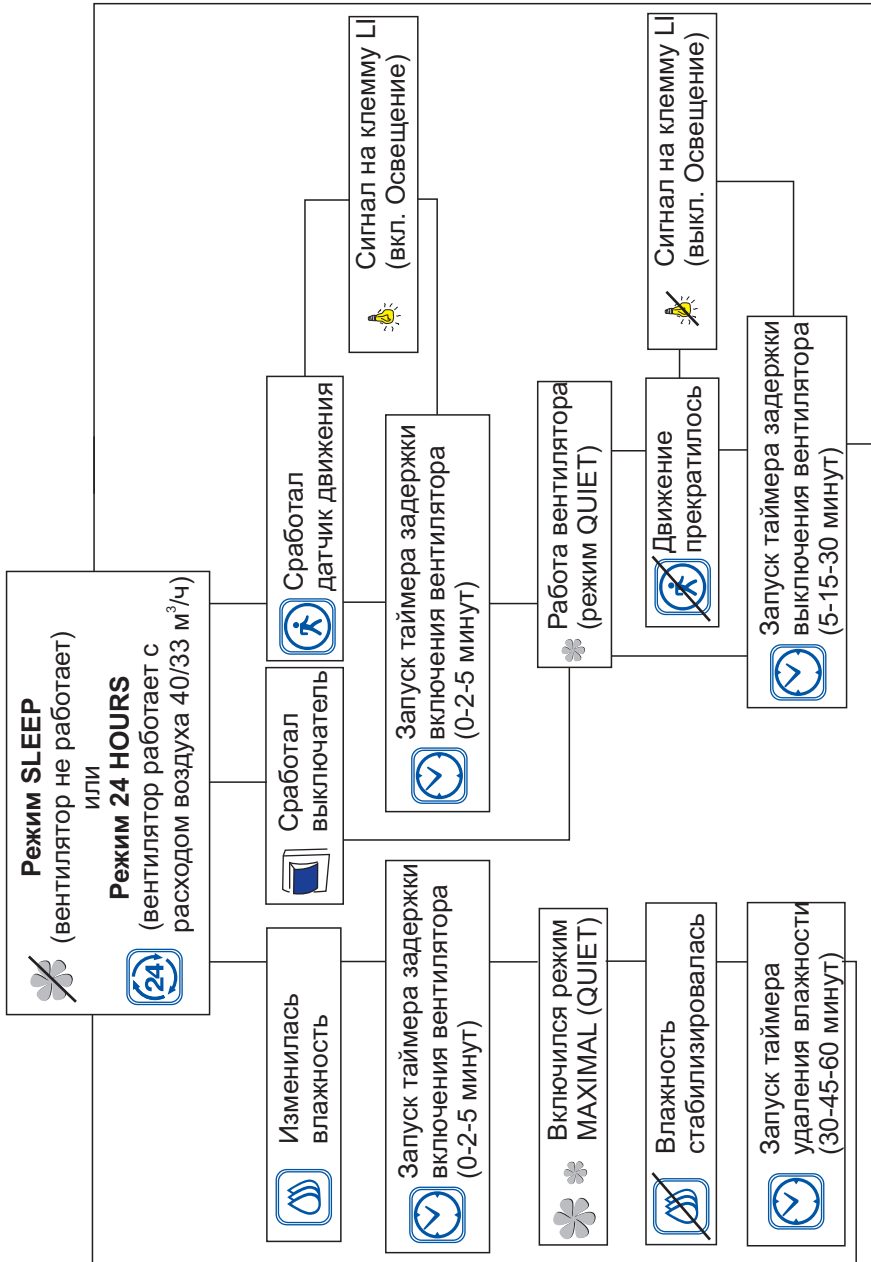 Режим SLEEP
(вентилятор не работает)
или
Режим 24 HOURS
(вентилятор работает с
расходом воздуха 40/33 м³/ч)
24
Изменилась
влажность
Сработал
выключатель
Сработал
датчик движения
Сигнал на клемму LI
(вкл. Освещение)
Запуск таймера задержки
включения вентилятора
(0-2-5 минут)
Запуск таймера задержки
включения вентилятора
(0-2-5 минут)
Включился режим
MAXIMAL (QUIET)
Работа вентилятора
(режим QUIET)
Влажность
стабилизировалась
Движение
прекратилось
Сигнал на клемму LI
(выкл. Освещение)
Запуск таймера
удаления влажности
(30-45-60 минут)
Запуск таймера задержки
выключения вентилятора
(5-15-30 минут)